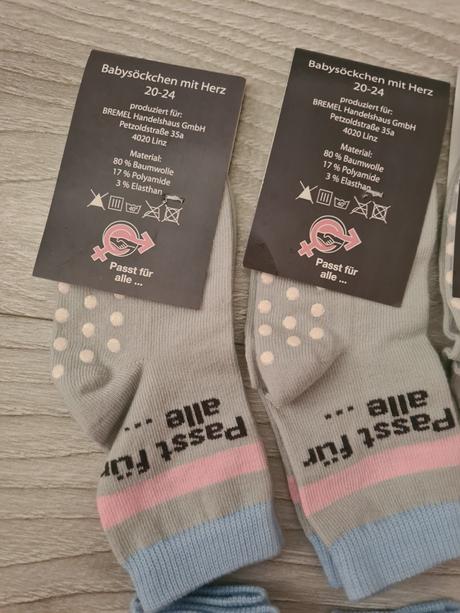 Babysöckchen mit Herz
20-24
produziert für:
BREMEL Handelshaus GmbH
Petzoldstraße 35a
4020 Linz
Material:
80 % Baumwolle
17 % Polyamide
3 % Elasthan
Passt für
alle ...
Babysöckchen mit Herz
20-24
produziert für:
BREMEL Handelshaus GmbH
Petzoldstraße 35a
4020 Linz
Material:
80 % Baumwolle
17 % Polyamide
3 % Elasthan
Passt für
alle ...
Passt für
alle ...
Passt für
alle ...